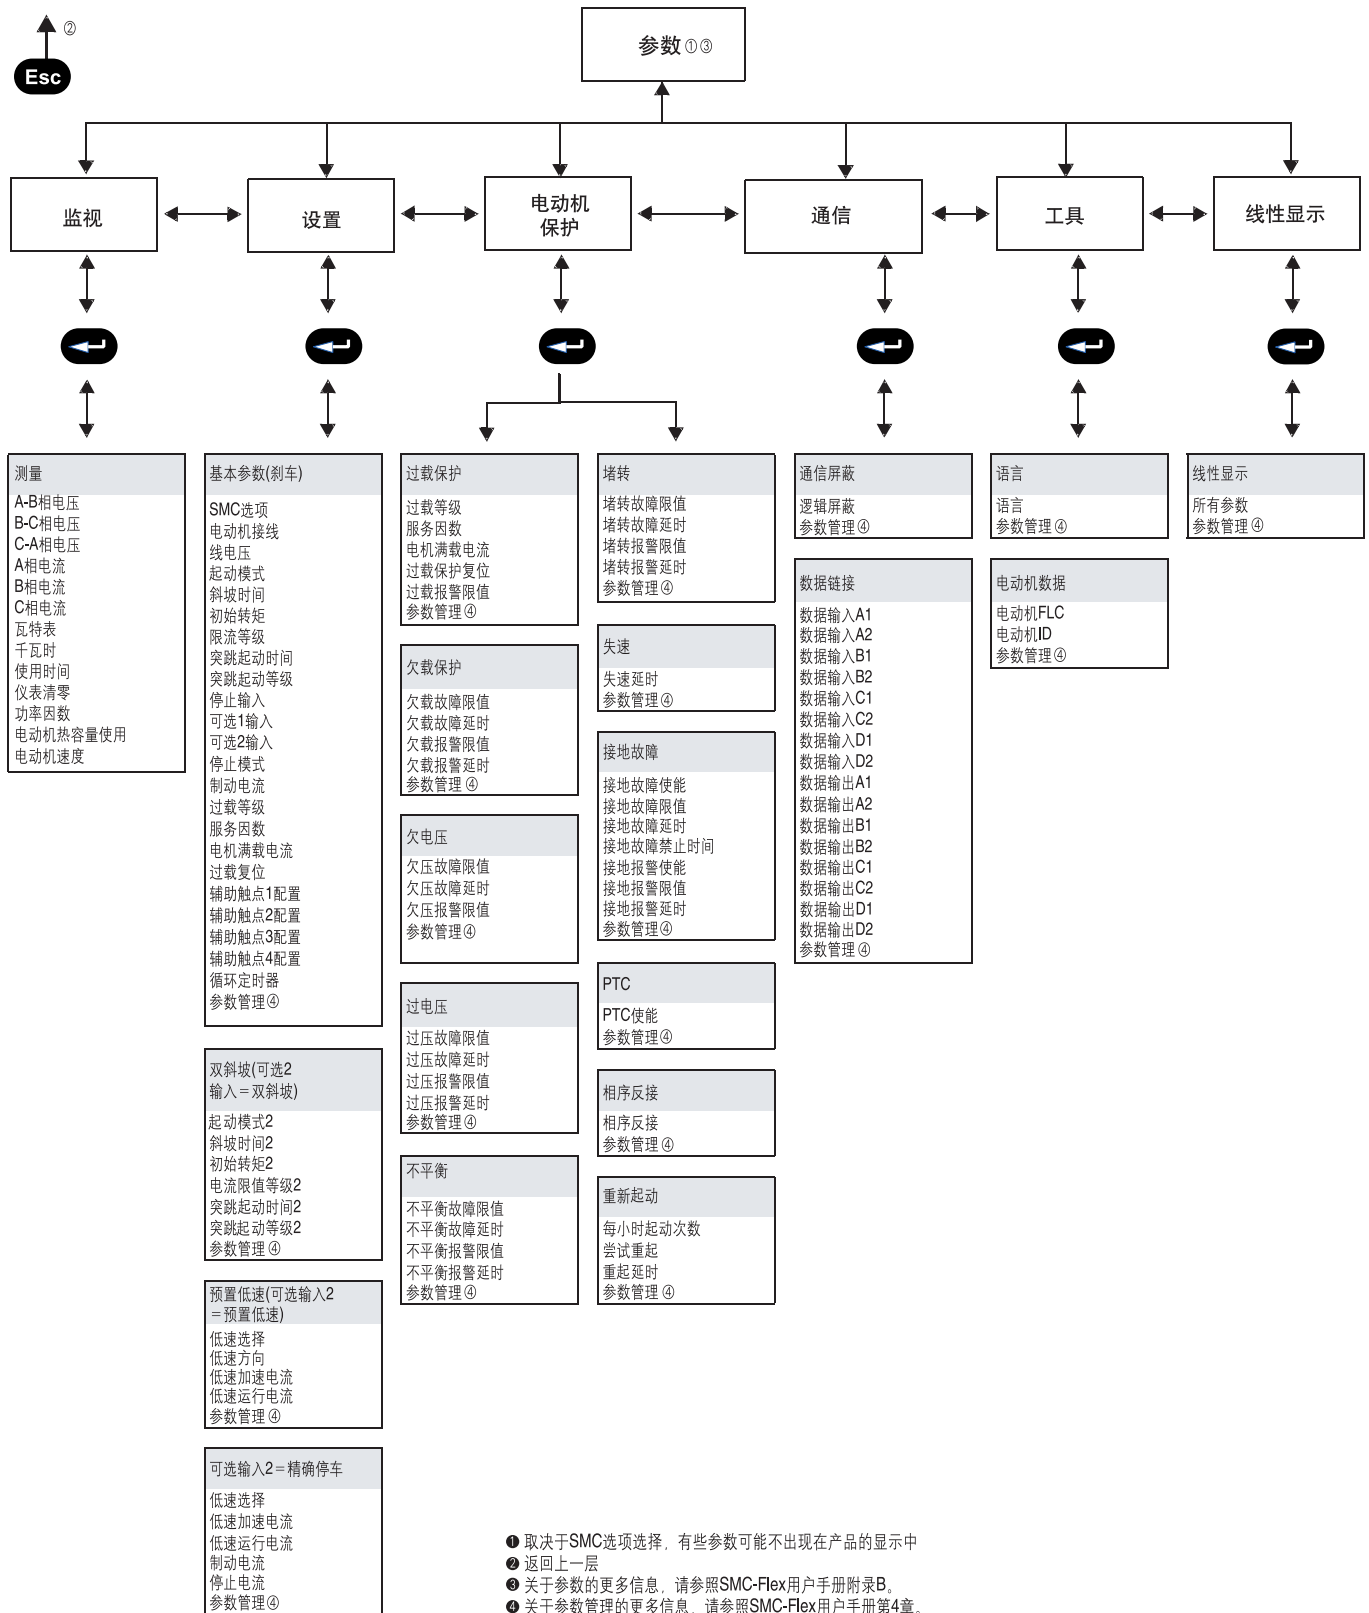 ②
Esc
参数①③
监视
设置
电动机
保护
通信
工具
线性显示
测量
A-B相电压
B-C相电压
C-A相电压
A相电流
B相电流
C相电流
瓦特表
千瓦时
使用时间
仪表清零
功率因数
电动机热容量使用
电动机速度
基本参数(刹车)
SMC选项
电动机接线
线电压
起动模式
斜坡时间
初始转矩
限流等级
突跳起动时间
突跳起动等级
停止输入
可选1输入
可选2输入
停止模式
制动电流
过载等级
服务因数
电机满载电流
过载复位
辅助触点1配置
辅助触点2配置
辅助触点3配置
辅助触点4配置
循环定时器
参数管理④
双斜坡(可选2
输入＝双斜坡)
起动模式2
斜坡时间2
初始转矩2
电流限值等级2
突跳起动时间2
突跳起动等级2
参数管理④
预置低速(可选输入2
＝预置低速)
低速选择
低速方向
低速加速电流
低速运行电流
参数管理④
可选输入2＝精确停车
低速选择
低速加速电流
低速运行电流
制动电流
停止电流
参数管理④
过载保护
过载等级
服务因数
电机满载电流
过载保护复位
过载报警限值
参数管理④
欠载保护
欠载故障限值
欠载故障延时
欠载报警限值
欠载报警延时
参数管理④
欠电压
欠压故障限值
欠压故障延时
欠压报警限值
参数管理④
过电压
过压故障限值
过压故障延时
过压报警限值
过压报警延时
参数管理④
不平衡
不平衡故障限值
不平衡故障延时
不平衡报警限值
不平衡报警延时
参数管理④
堵转
堵转故障限值
堵转故障延时
堵转报警限值
堵转报警延时
参数管理④
失速
失速延时
参数管理④
接地故障
接地故障使能
接地故障限值
接地故障延时
接地故障禁止时间
接地报警使能
接地报警限值
接地报警延时
参数管理④
PTC
PTC使能
参数管理④
相序反接
相序反接
参数管理④
重新起动
每小时起动次数
尝试重起
重起延时
参数管理④
通信屏蔽
逻辑屏蔽
参数管理④
数据链接
数据输入A1
数据输入A2
数据输入B1
数据输入B2
数据输入C1
数据输入C2
数据输入D1
数据输入D2
数据输出A1
数据输出A2
数据输出B1
数据输出B2
数据输出C1
数据输出C2
数据输出D1
数据输出D2
参数管理④
语言
语言
参数管理④
电动机数据
电动机FLC
电动机ID
参数管理④
线性显示
所有参数
参数管理④
❶ 取决于SMC选项选择，有些参数可能不出现在产品的显示中
❷ 返回上一层
❸ 关于参数的更多信息，请参照SMC-Flex用户手册附录B。
❹ 关于参数管理的更多信息，请参照SMC-Flex用户手册第4章。